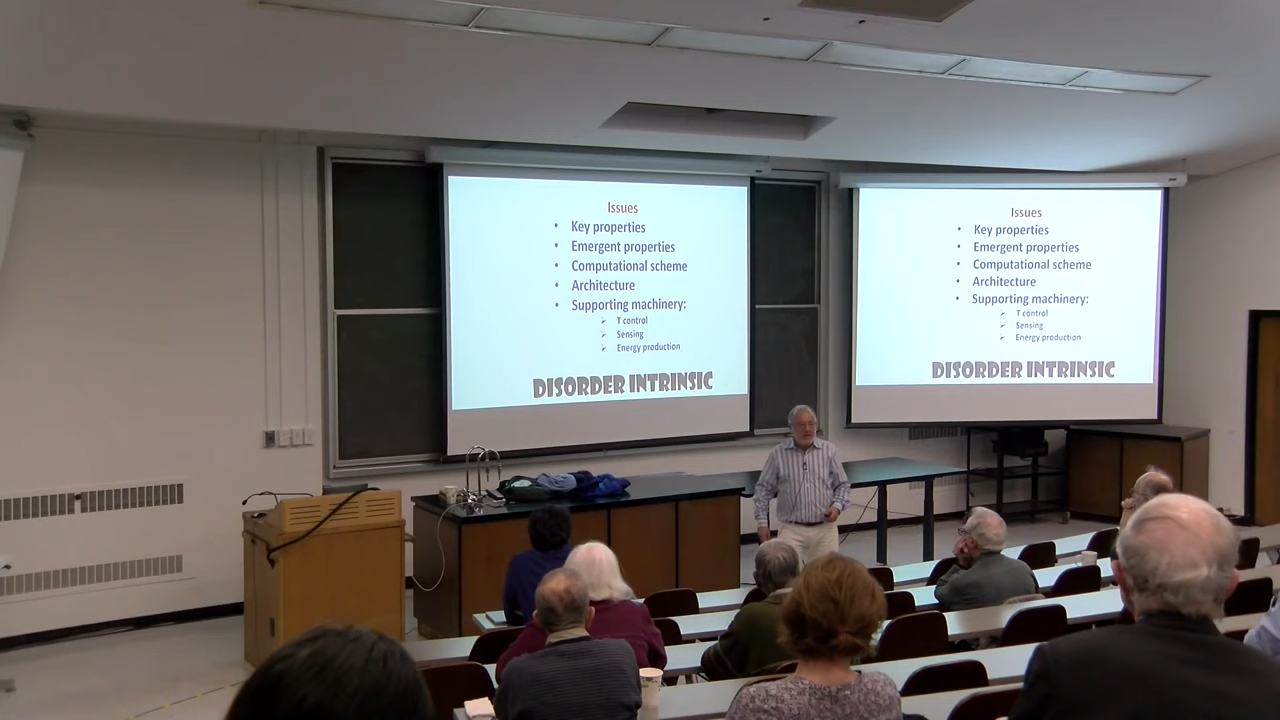 Issues
• Key properties
• Emergent properties
• Computational scheme
• Architecture
• Supporting machinery:
➢ T control
➢ Sensing
➢ Energy production
DISORDER INTRINSIC
Issues
• Key properties
• Emergent properties
• Computational scheme
• Architecture
• Supporting machinery:
➢ T control
➢ Sensing
➢ Energy production
DISORDER INTRINSIC